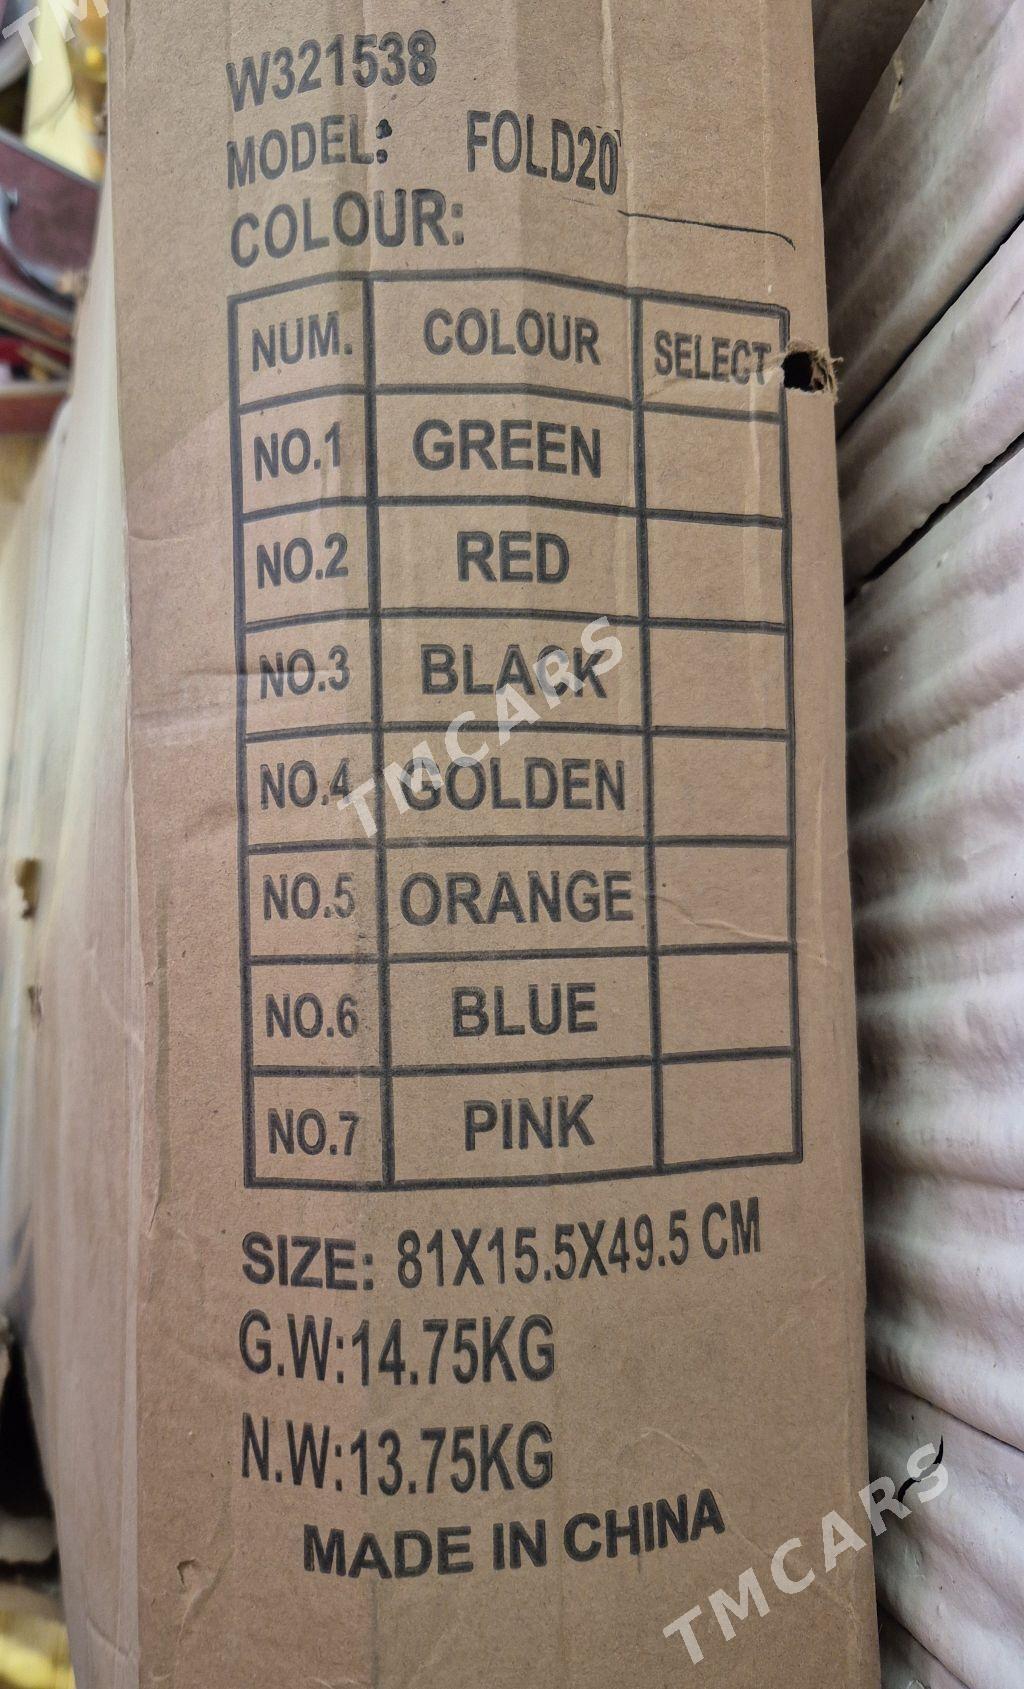 W321538
MODEL: FOLD20
COLOUR:
NUM. COLOUR SELECT
NO.1 GREEN
NO.2 RED
NO.3 BLACK
NO.4 GOLDEN
NO.5 ORANGE
NO.6 BLUE
NO.7 PINK
SIZE: 81X15.5X49.5 CM
G.W:14.75KG
N.W:13.75KG
MADE IN CHINA
TMCARS
TMCARS